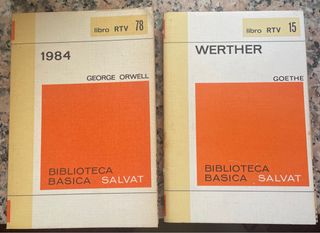 libro RTV 78
1984
GEORGE ORWELL
BIBLIOTECA
BASICA SALVAT
libro RTV 15
WERTHER
GOETHE
BIBLIOTECA
BASICA SALVAT